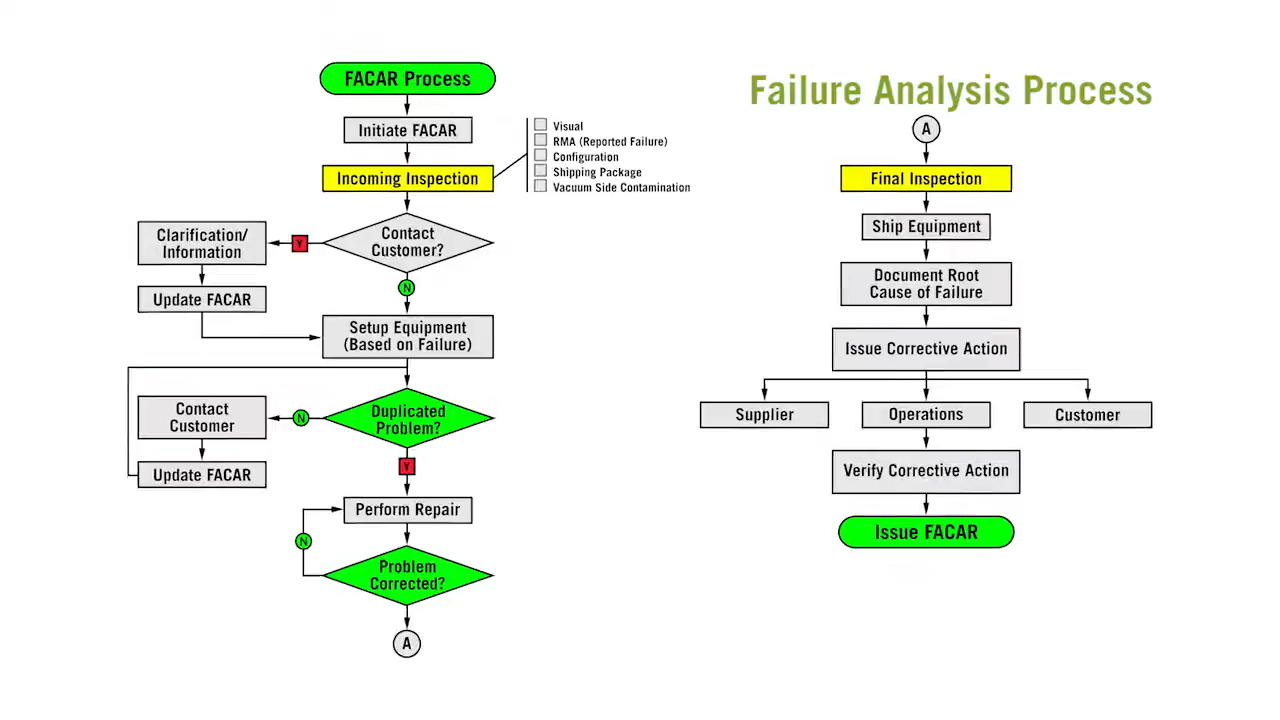 FACAR Process
Initiate FACAR
Incoming Inspection
Visual
RMA (Reported Failure)
Configuration
Shipping Package
Vacuum Side Contamination
Contact
Customer?
Y
Clarification/
Information
Update FACAR
N
Setup Equipment
(Based on Failure)
Duplicated
Problem?
N
Contact
Customer
Update FACAR
Y
Perform Repair
N
Problem
Corrected?
A
Failure Analysis Process
A
Final Inspection
Ship Equipment
Document Root
Cause of Failure
Issue Corrective Action
Supplier
Operations
Customer
Verify Corrective Action
Issue FACAR